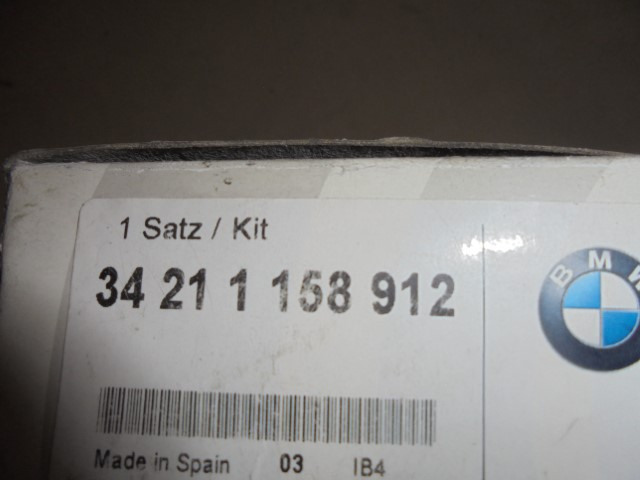 1 Satz / Kit
34 21 1 158 912
BMW
Made in Spain 03 IB4